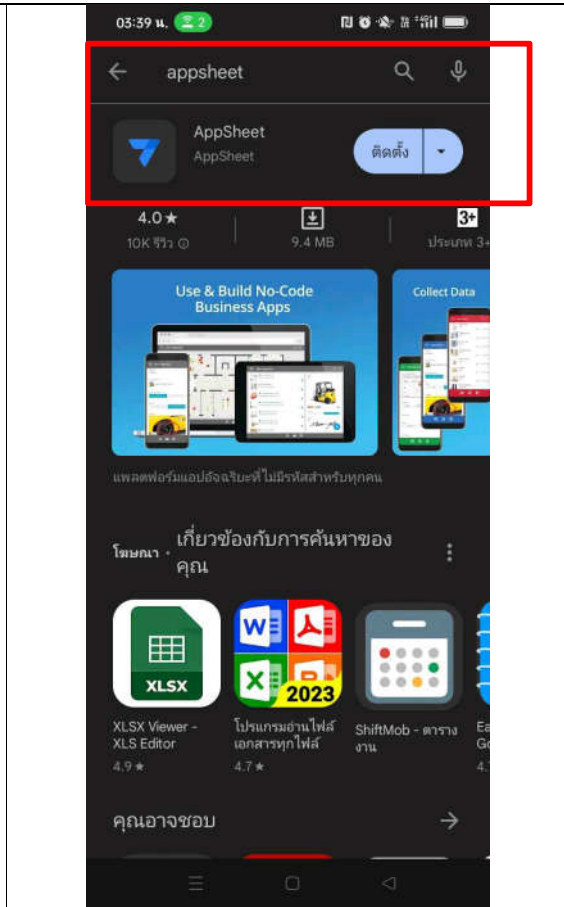 03:39 น. 2
appsheet
AppSheet
AppSheet
ติดตั้ง
4.0★
10K รีวิว
9.4 MB
3+
ประเภท 3+
Use & Build No-Code
Business Apps
Collect Data
แพลตฟอร์มแอปอัจฉริยะที่ไม่มีรหัสสำหรับทุกคน
โฆษณา · เกี่ยวข้องกับการค้นหาของ
คุณ
XLSX
W
X
2023
XLSX Viewer -
XLS Editor
4.9★
โปรแกรมอ่านไฟล์
เอกสารทุกไฟล์
4.7★
ShiftMob - ตาราง
งาน
คุณอาจชอบ